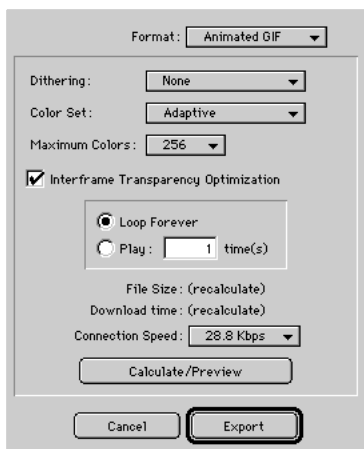 Format: Animated GIF
Dithering: None
Color Set: Adaptive
Maximum Colors: 256
Interframe Transparency Optimization
Loop Forever
Play: 1 time(s)
File Size: (recalculate)
Download time: (recalculate)
Connection Speed: 28.8 Kbps
Calculate/Preview
Cancel Export